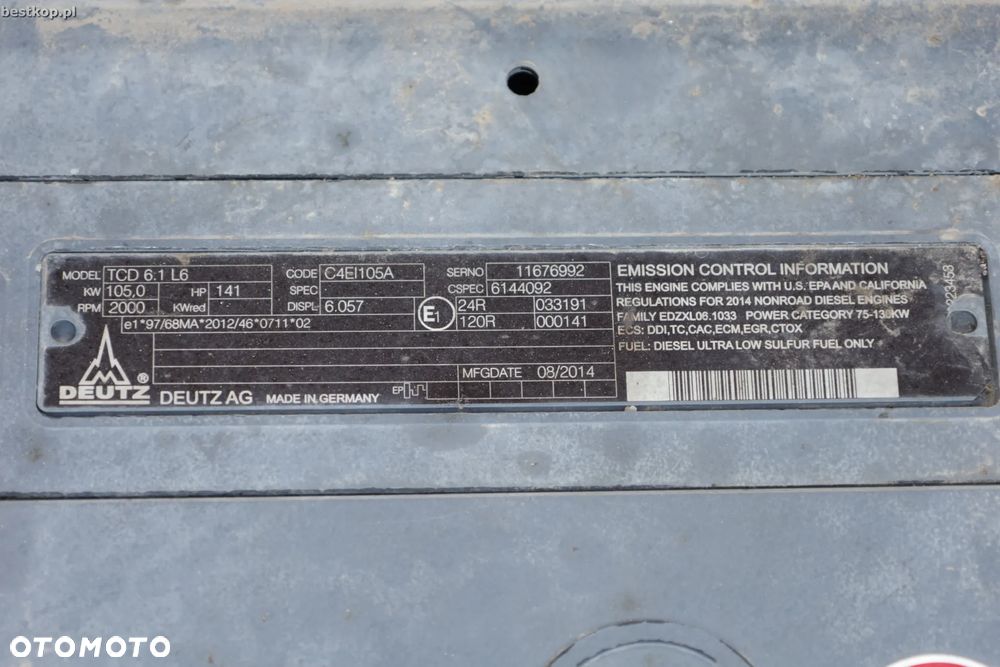 bestkop.pl
MODEL TCD 6.1 L6 CODE C4EI105A SERNO 11676992
KW 105,0 HP 141 SPEC CSPEC 6144092
RPM 2000 KWred DISPL 6.057 E1 24R 033191
e1*97/68MA*2012/46*0711*02 120R 000141
MFGDATE 08/2014
DEUTZ ® DEUTZ AG MADE IN GERMANY EP
EMISSION CONTROL INFORMATION
THIS ENGINE COMPLIES WITH U.S. EPA AND CALIFORNIA
REGULATIONS FOR 2014 NONROAD DIESEL ENGINES
FAMILY EDZXL06.1033 POWER CATEGORY 75-130KW
ECS: DDI,TC,CAC,ECM,EGR,CTOX
FUEL: DIESEL ULTRA LOW SULFUR FUEL ONLY
OTOMOTO